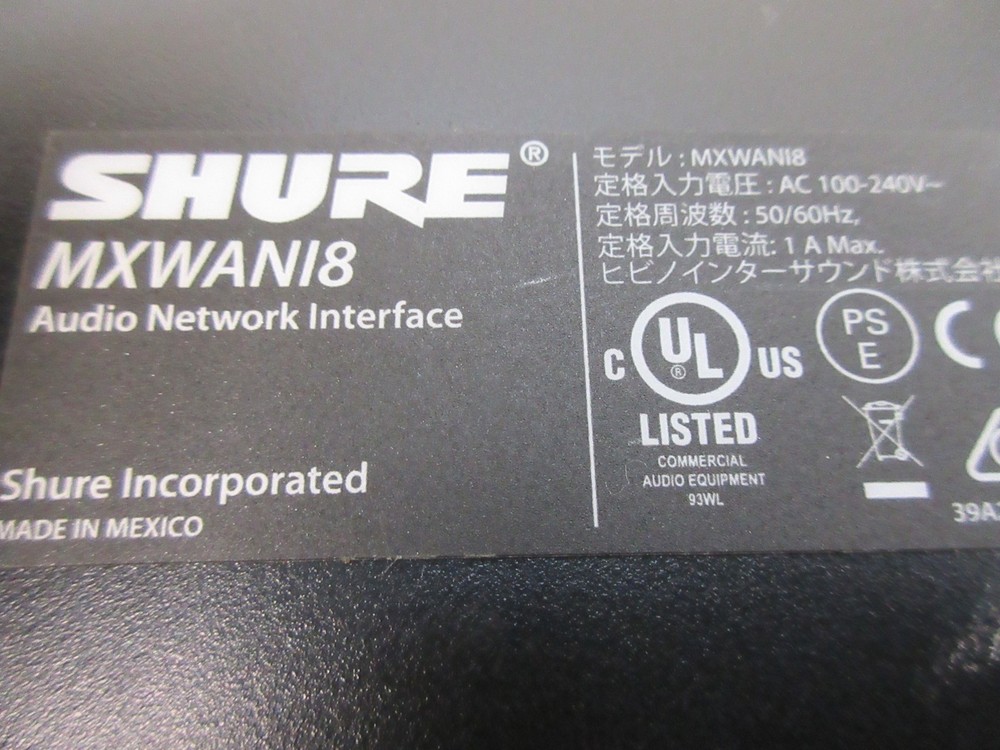 SHURE®
MXWANI8
Audio Network Interface
Shure Incorporated
MADE IN MEXICO
モデル : MXWANI8
定格入力電圧 : AC 100-240V~
定格周波数 : 50/60Hz,
定格入力電流: 1 A Max.
ヒビノインターサウンド株式会社
C UL® US
LISTED
COMMERCIAL
AUDIO EQUIPMENT
93WL
PS
E
39A